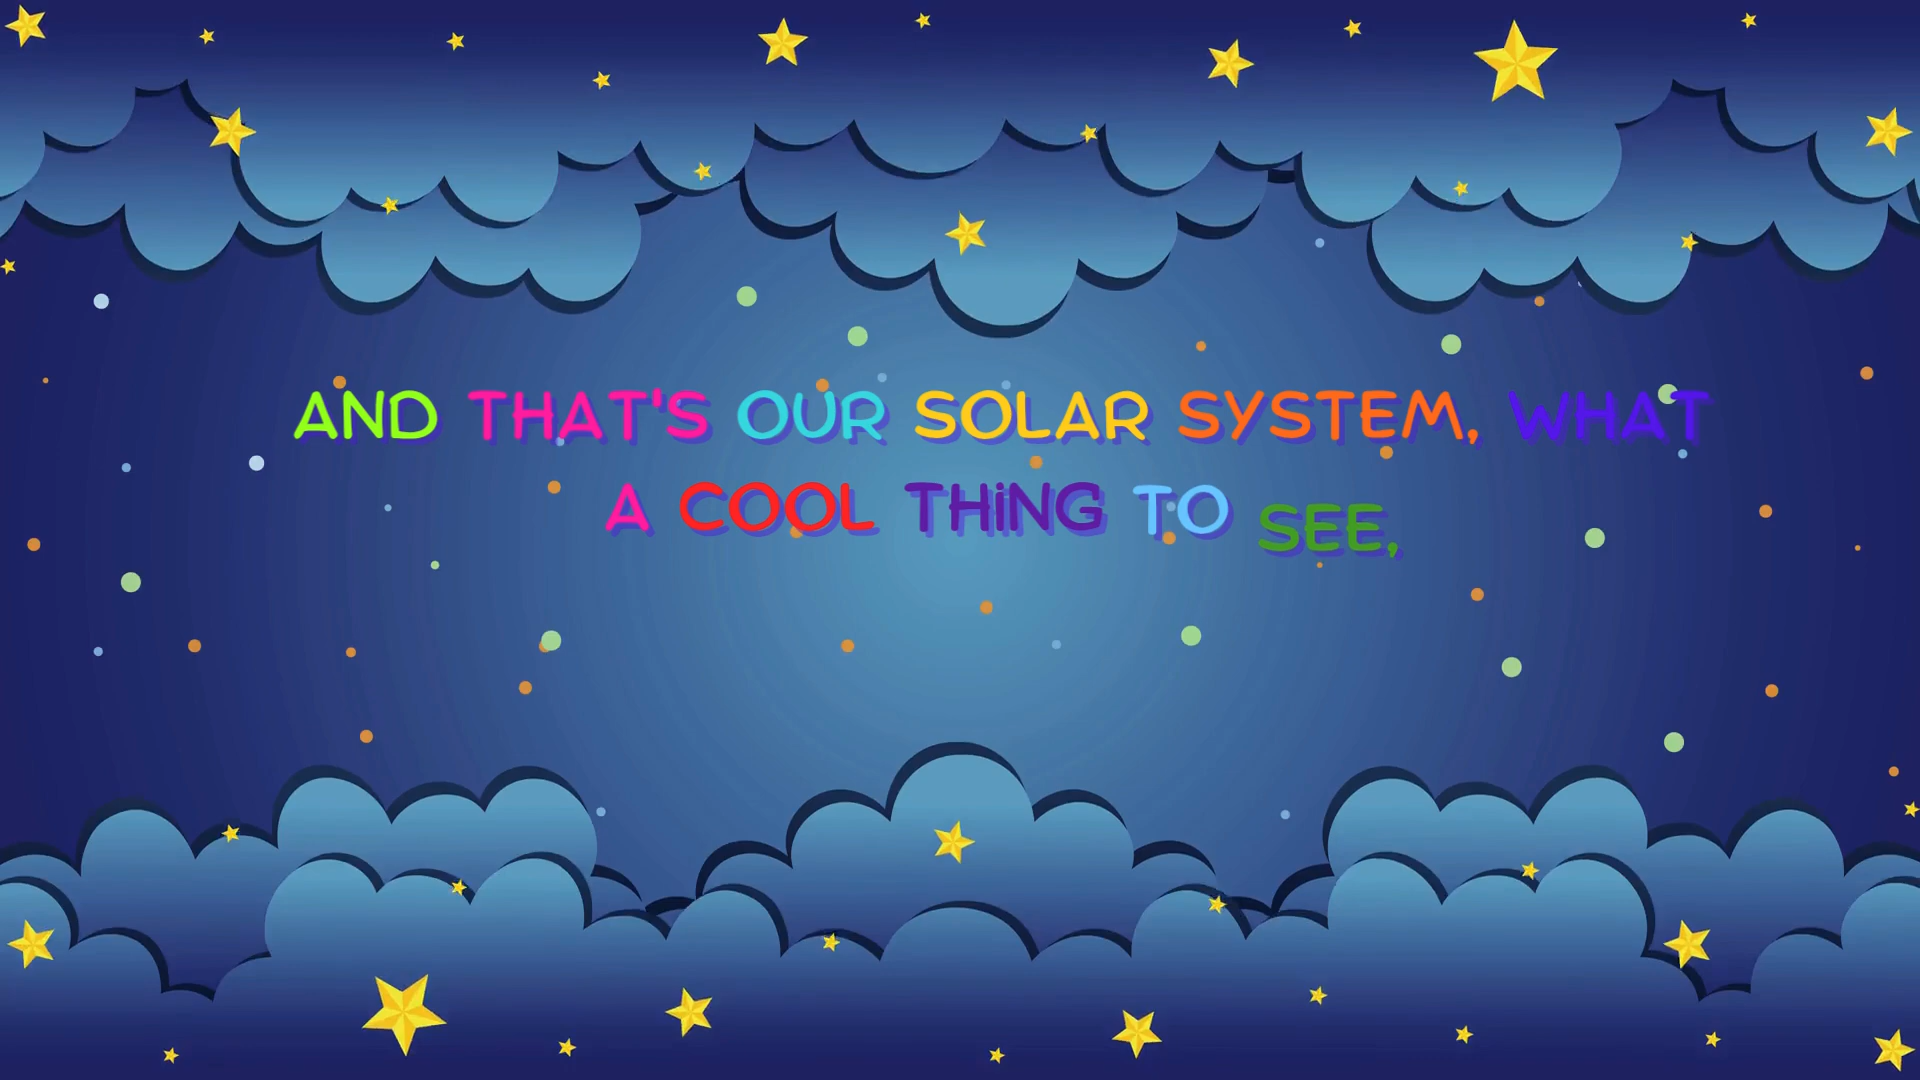 AND THAT'S OUR SOLAR SYSTEM, WHAT
A COOL THiNG TO SEE,